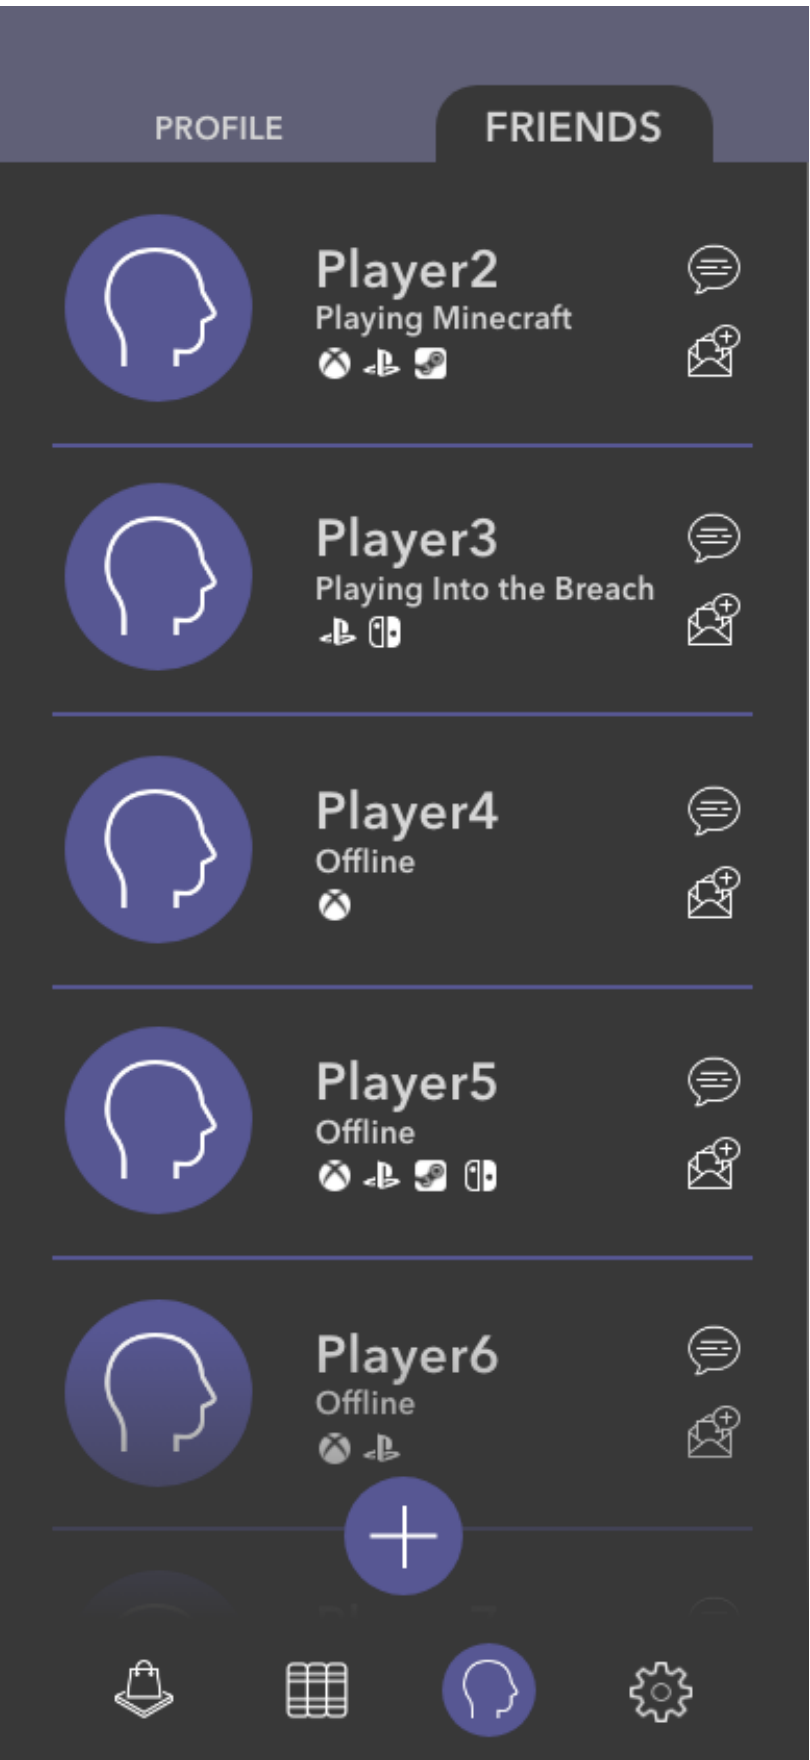 PROFILE
FRIENDS
Player2
Playing Minecraft
Player3
Playing Into the Breach
Player4
Offline
Player5
Offline
Player6
Offline